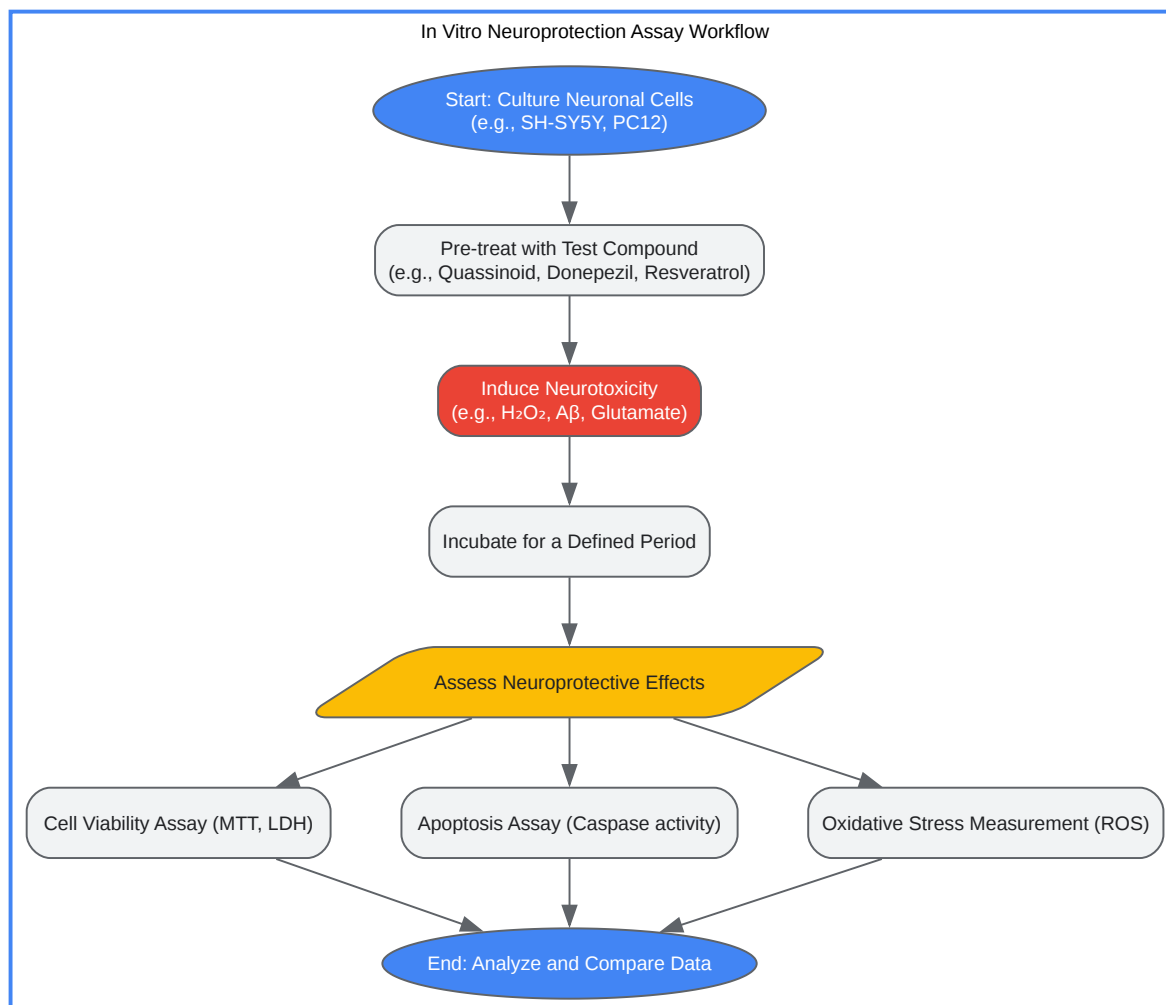 In Vitro Neuroprotection Assay Workflow
Start: Culture Neuronal Cells
(e.g., SH-SY5Y, PC12)
Pre-treat with Test Compound
(e.g., Quassinoid, Donepezil, Resveratrol)
Induce Neurotoxicity
(e.g., H₂O₂, Aβ, Glutamate)
Incubate for a Defined Period
Assess Neuroprotective Effects
Cell Viability Assay (MTT, LDH)
Apoptosis Assay (Caspase activity)
Oxidative Stress Measurement (ROS)
End: Analyze and Compare Data